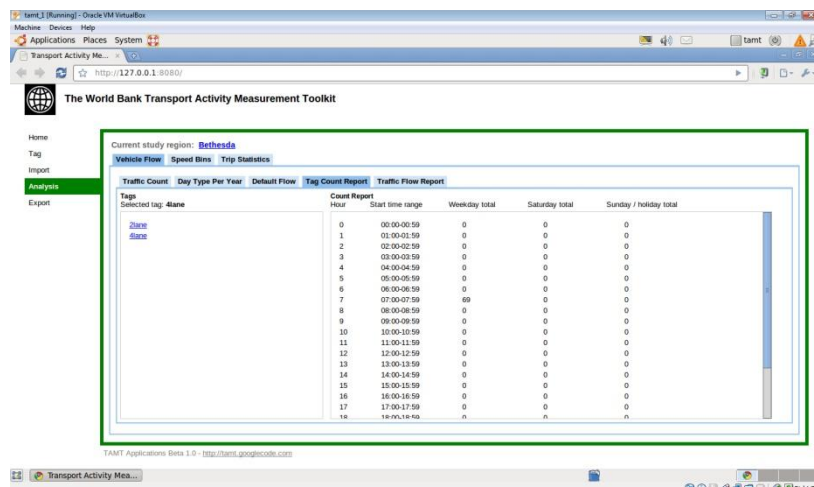 tamt_1 [Running] - Oracle VM VirtualBox
Machine Devices Help
Applications Places System tamt
Transport Activity Me...
http://127.0.0.1:8080/
The World Bank Transport Activity Measurement Toolkit
Home
Tag
Import
Analysis
Export
Current study region: Bethesda
Vehicle Flow Speed Bins Trip Statistics
Traffic Count Day Type Per Year Default Flow Tag Count Report Traffic Flow Report
Tags
Selected tag: 4lane
2lane
4lane
Count Report
Hour Start time range Weekday total Saturday total Sunday / holiday total
0 00:00-00:59 0 0 0
1 01:00-01:59 0 0 0
2 02:00-02:59 0 0 0
3 03:00-03:59 0 0 0
4 04:00-04:59 0 0 0
5 05:00-05:59 0 0 0
6 06:00-06:59 0 0 0
7 07:00-07:59 69 0 0
8 08:00-08:59 0 0 0
9 09:00-09:59 0 0 0
10 10:00-10:59 0 0 0
11 11:00-11:59 0 0 0
12 12:00-12:59 0 0 0
13 13:00-13:59 0 0 0
14 14:00-14:59 0 0 0
15 15:00-15:59 0 0 0
16 16:00-16:59 0 0 0
17 17:00-17:59 0 0 0
18 18:00-18:59 0 0 0
TAMT Applications Beta 1.0 - http://tamt.googlecode.com
Transport Activity Mea...